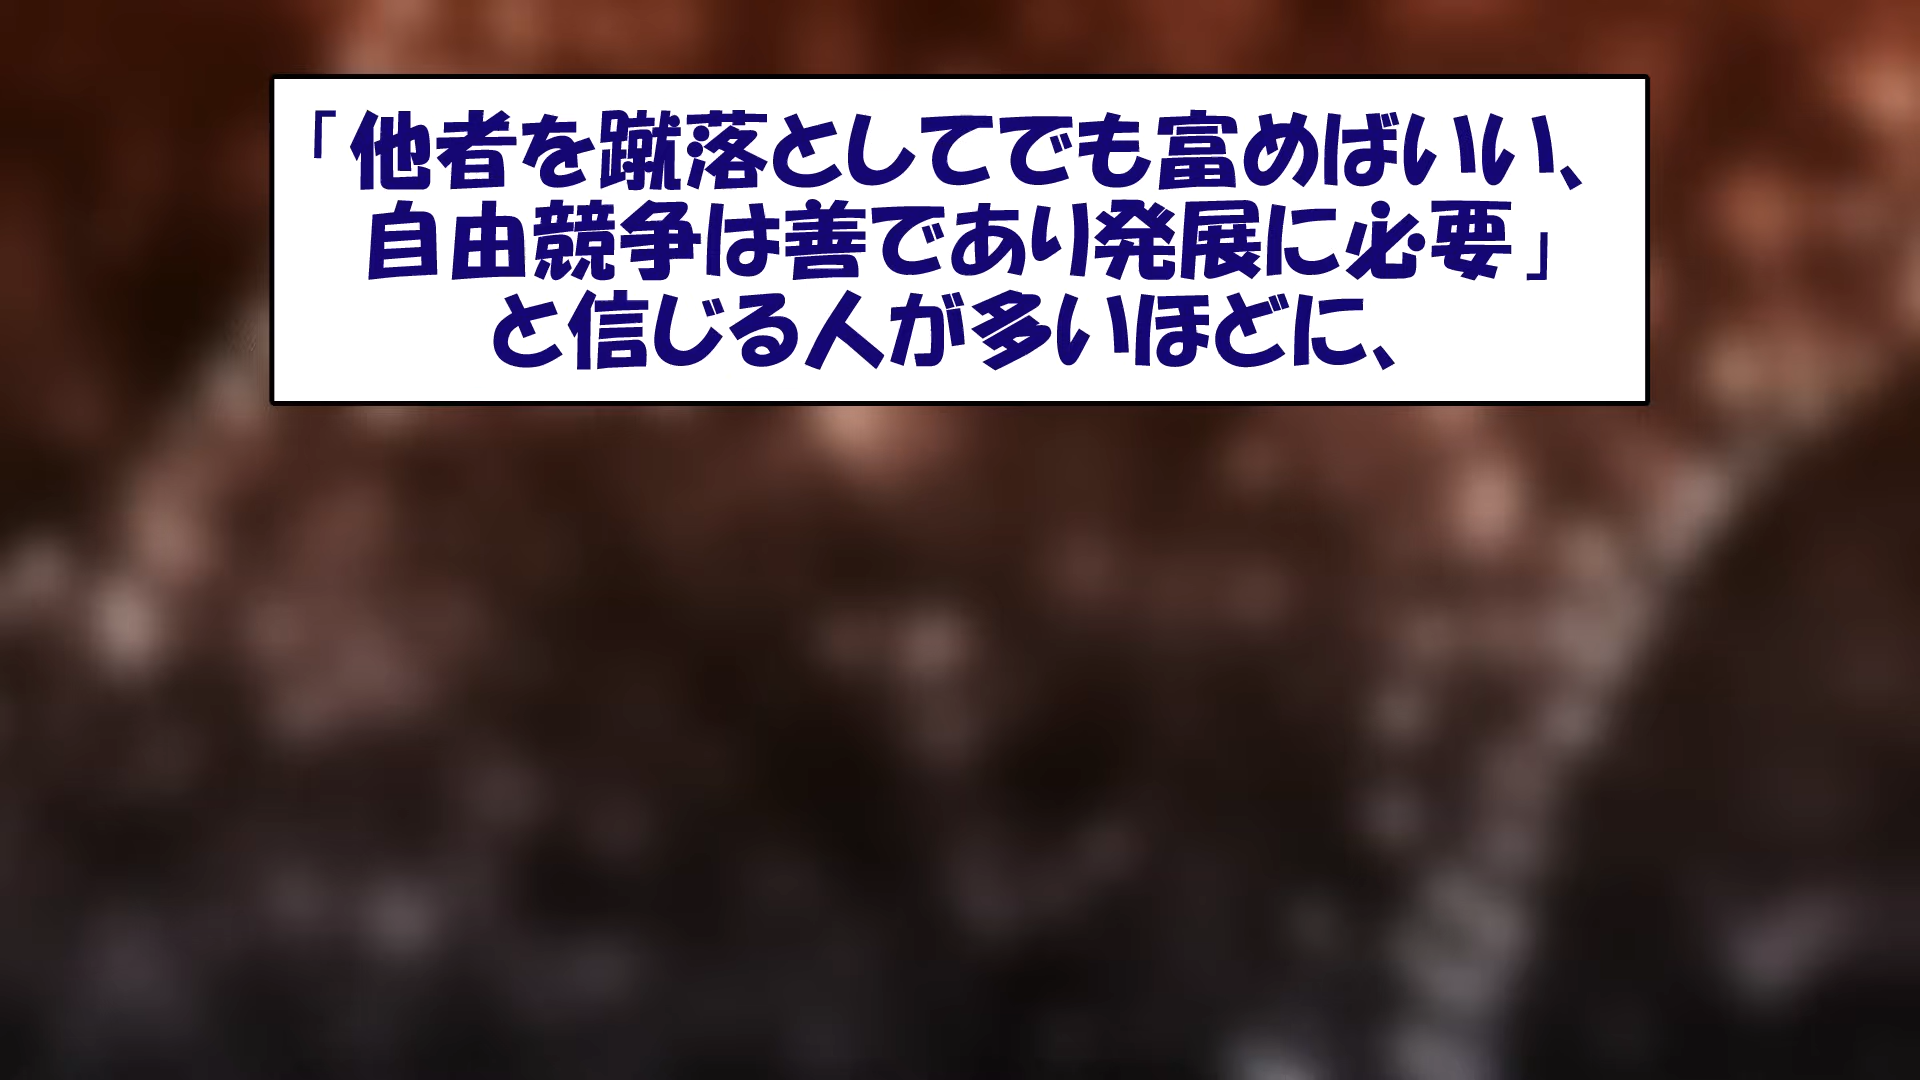 「他者を蹴落としてでも富めばいい、
自由競争は善であり発展に必要」
と信じる人が多いほどに、